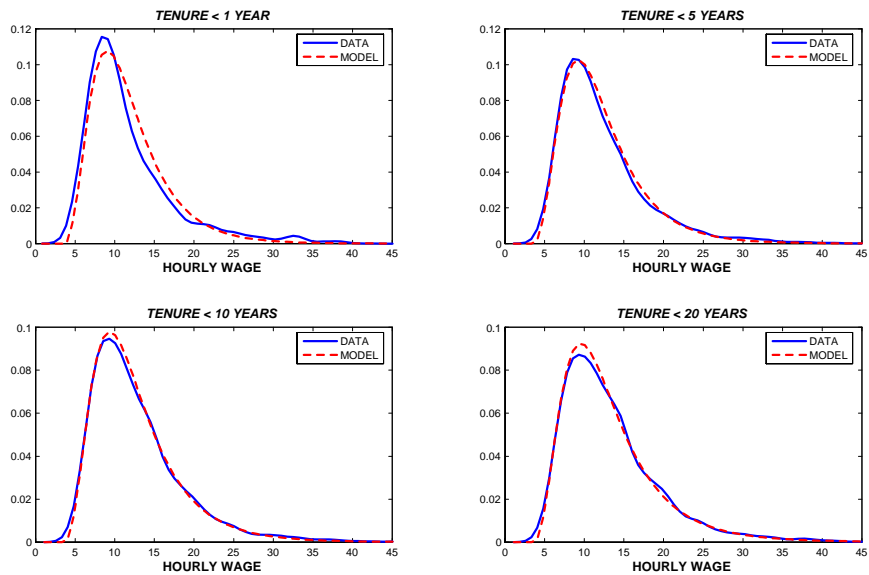 TENURE < 1 YEAR
0.12
0.1
0.08
0.06
0.04
0.02
0
0 5 10 15 20 25 30 35 40 45
HOURLY WAGE
DATA
MODEL
TENURE < 5 YEARS
0.12
0.1
0.08
0.06
0.04
0.02
0
0 5 10 15 20 25 30 35 40 45
HOURLY WAGE
DATA
MODEL
TENURE < 10 YEARS
0.1
0.08
0.06
0.04
0.02
0
0 5 10 15 20 25 30 35 40 45
HOURLY WAGE
DATA
MODEL
TENURE < 20 YEARS
0.1
0.08
0.06
0.04
0.02
0
0 5 10 15 20 25 30 35 40 45
HOURLY WAGE
DATA
MODEL